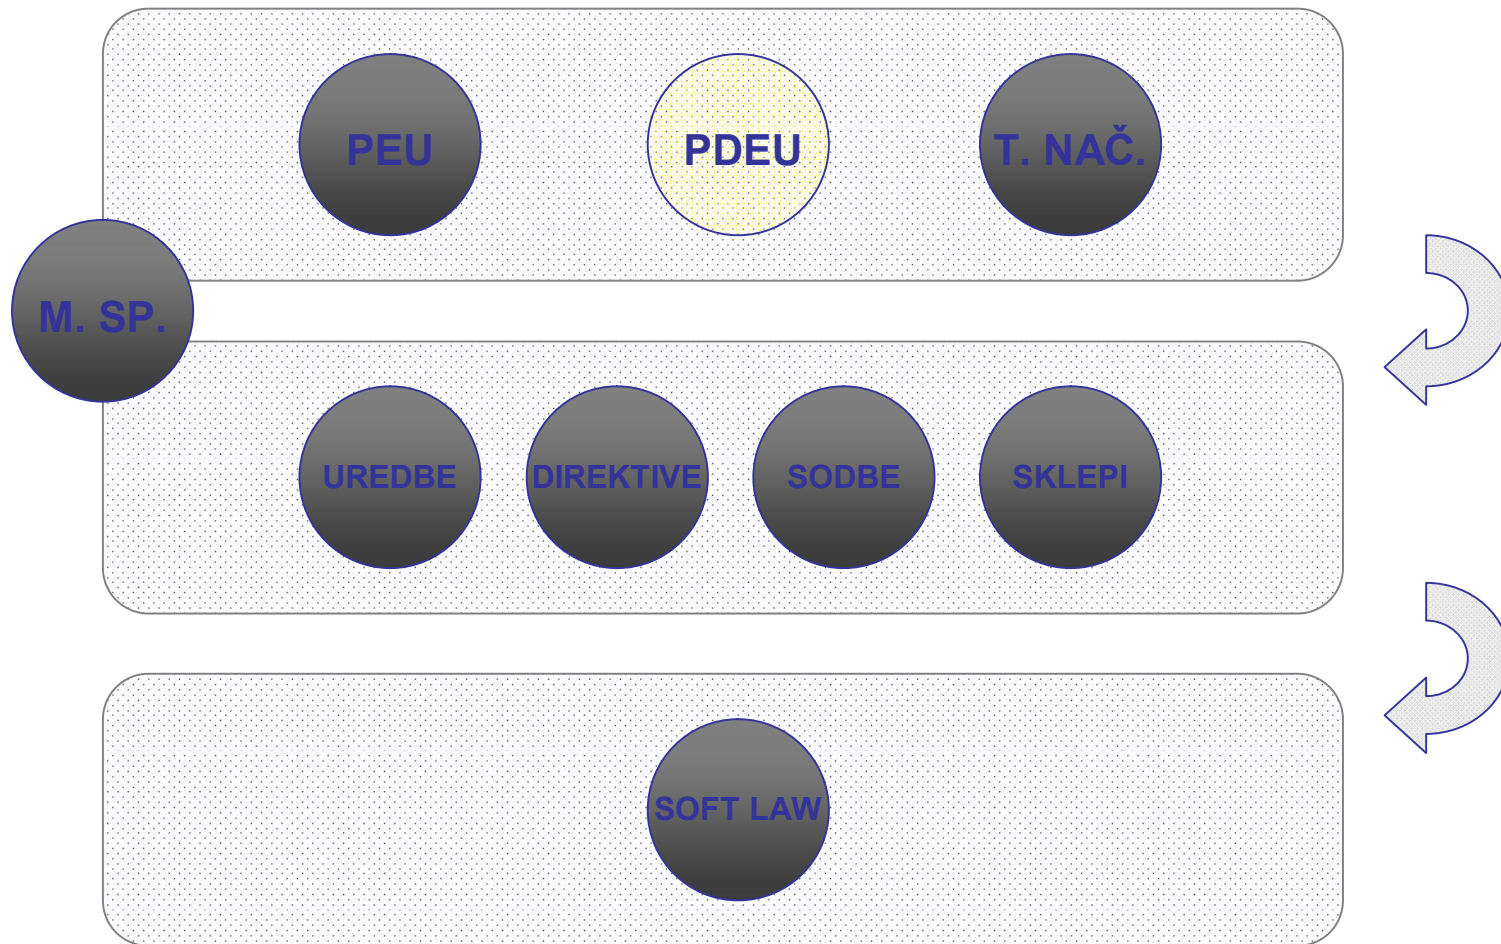 PEU
PDEU
T. NAČ.
M. SP.
UREDBE
DIREKTIVE
SODBE
SKLEPI
SOFT LAW